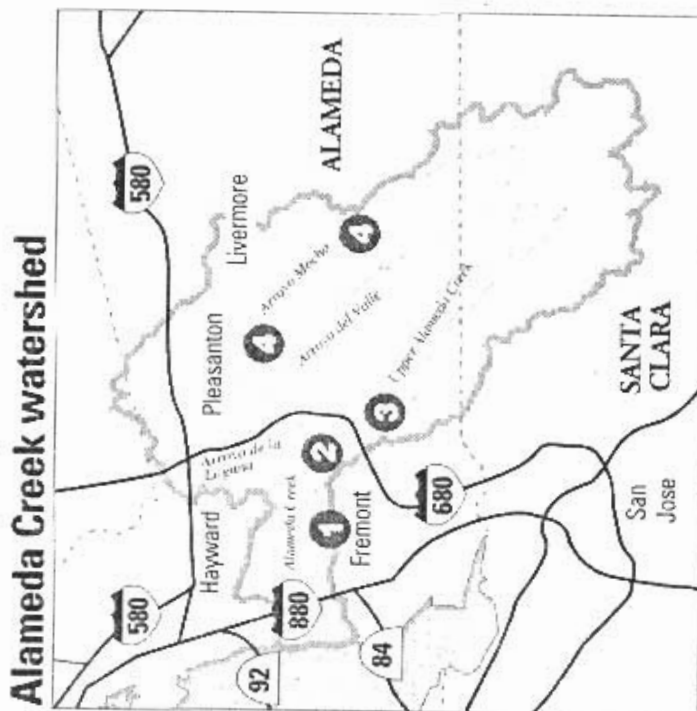 Alameda Creek watershed
580
580
Hayward
Pleasanton
Livermore
92
880
Alameda Creek
Arroyo de la
Laguna
4
Arroyo Mocho
Arroyo del Valle
4
ALAMEDA
84
1
Fremont
2
3
Upper Alameda Creek
680
San
Jose
SANTA
CLARA